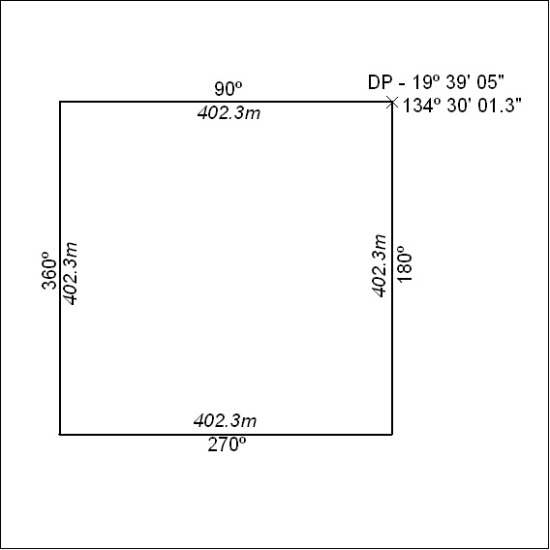 DP - 19º 39' 05"
90º
134º 30' 01.3"
402.3m
360º
402.3m
402.3m
180º
402.3m
270º